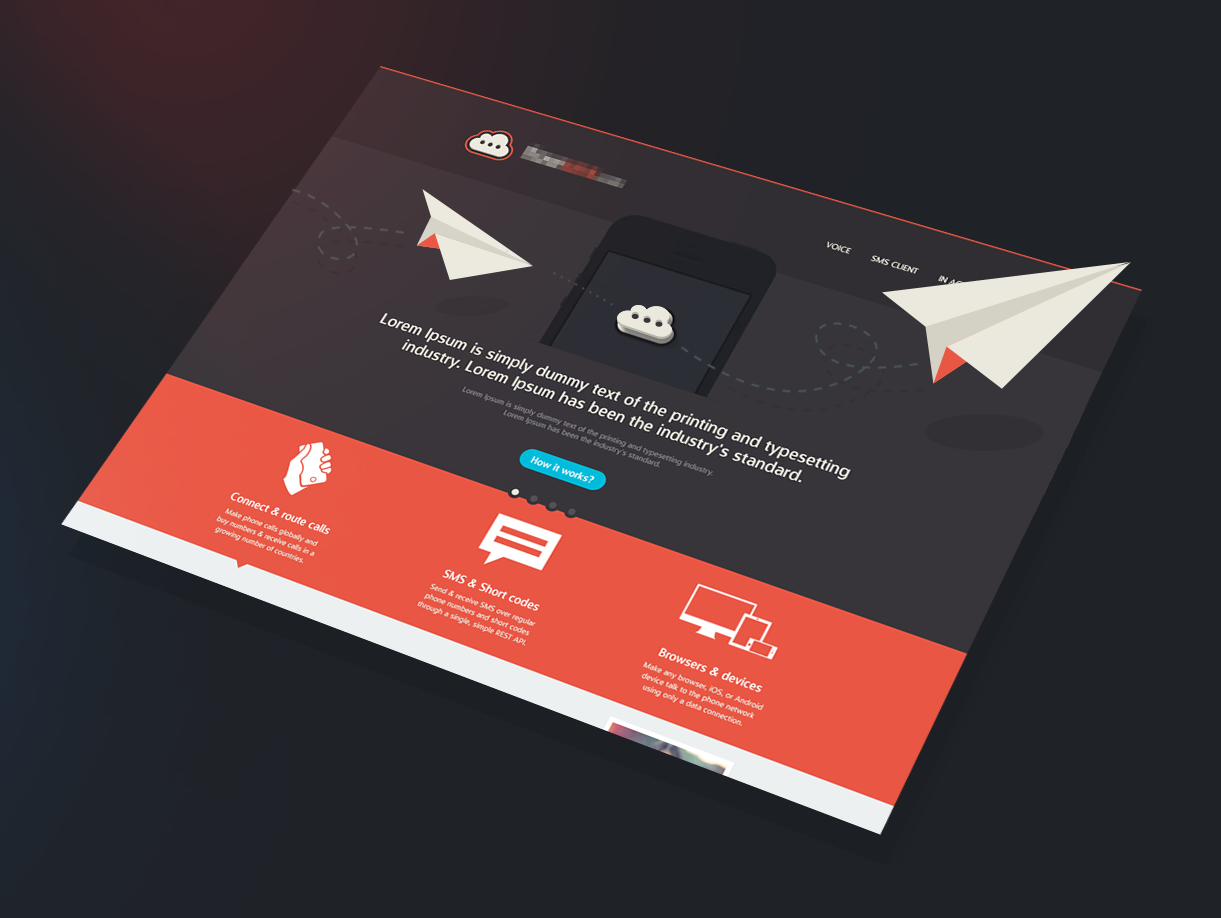 VOICE
SMS CLIENT
IN
Lorem Ipsum is simply dummy text of the printing and typesetting
industry. Lorem Ipsum has been the industry's standard.
Lorem Ipsum is simply dummy text of the printing and typesetting industry.
Lorem Ipsum has been the industry's standard.
How it works?
Connect & route calls
Make phone calls globally and
buy numbers & receive calls in a
growing number of countries.
SMS & Short codes
Send & receive SMS over regular
phone numbers and short codes
through a single, simple REST API.
Browsers & devices
Make any browser, iOS, or Android
device talk to the phone network
using only a data connection.